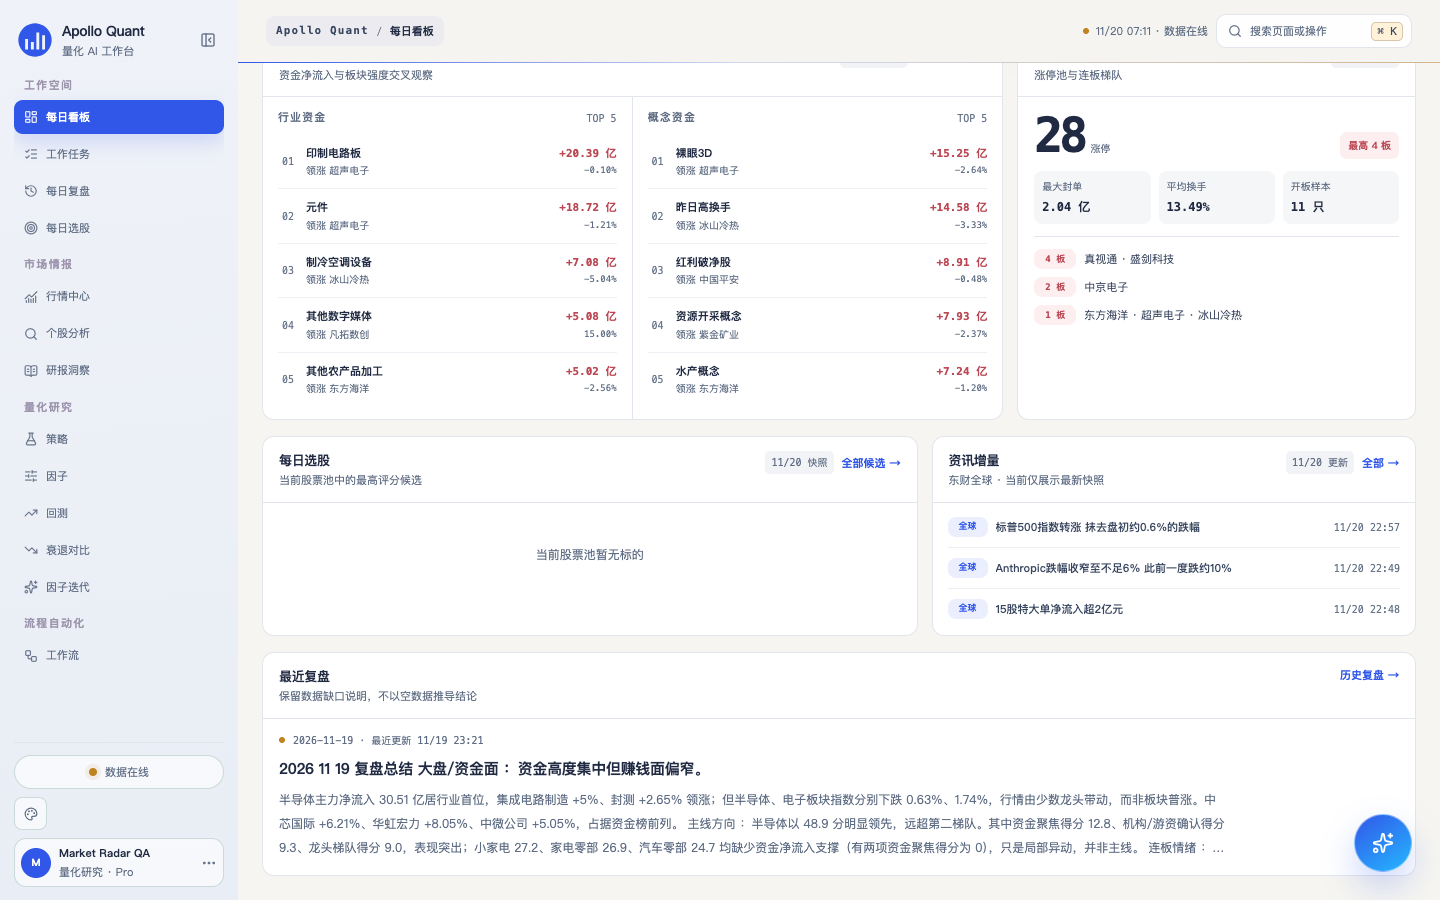 Apollo Quant
量化 AI 工作台
工作空间
每日看板
工作任务
每日复盘
每日选股
市场情报
行情中心
个股分析
研报洞察
量化研究
策略
因子
回测
衰退对比
因子迭代
流程自动化
工作流
数据在线
M
Market Radar QA
量化研究 · Pro
Apollo Quant / 每日看板
11/20 07:11 · 数据在线
搜索页面或操作
⌘ K
资金净流入与板块强度交叉观察
行业资金 TOP 5
01 印制电路板 +20.39 亿
领涨 超声电子 -0.10%
02 元件 +18.72 亿
领涨 超声电子 -1.21%
03 制冷空调设备 +7.08 亿
领涨 冰山冷热 -5.04%
04 其他数字媒体 +5.08 亿
领涨 凡拓数创 15.00%
05 其他农产品加工 +5.02 亿
领涨 东方海洋 -2.56%
概念资金 TOP 5
01 裸眼3D +15.25 亿
领涨 超声电子 -2.64%
02 昨日高换手 +14.58 亿
领涨 冰山冷热 -3.33%
03 红利破净股 +8.91 亿
领涨 中国平安 -0.48%
04 资源开采概念 +7.93 亿
领涨 紫金矿业 -2.37%
05 水产概念 +7.24 亿
领涨 东方海洋 -1.20%
涨停池与连板梯队
28 涨停
最高 4 板
最大封单 平均换手 开板样本
2.04 亿 13.49% 11 只
4 板 真视通 · 盛剑科技
2 板 中京电子
1 板 东方海洋 · 超声电子 · 冰山冷热
每日选股
当前股票池中的最高评分候选
11/20 快照 全部候选 →
当前股票池暂无标的
资讯增量
东财全球 · 当前仅展示最新快照
11/20 更新 全部 →
全球 标普500指数转涨 抹去盘初约0.6%的跌幅 11/20 22:57
全球 Anthropic跌幅收窄至不足6% 此前一度跌约10% 11/20 22:49
全球 15股特大单净流入超2亿元 11/20 22:48
最近复盘
保留数据缺口说明，不以空数据推导结论
历史复盘 →
2026-11-19 · 最近更新 11/19 23:21
2026 11 19 复盘总结 大盘/资金面 ： 资金高度集中但赚钱面偏窄。
半导体主力净流入 30.51 亿居行业首位，集成电路制造 +5%、封测 +2.65% 领涨；但半导体、电子板块指数分别下跌 0.63%、1.74%，行情由少数龙头带动，而非板块普涨。中
芯国际 +6.21%、华虹宏力 +8.05%、中微公司 +5.05%，占据资金榜前列。 主线方向 ： 半导体以 48.9 分明显领先，远超第二梯队。其中资金聚焦得分 12.8、机构/游资确认得分
9.3、龙头梯队得分 9.0，表现突出；小家电 27.2、家电零部 26.9、汽车零部 24.7 均缺少资金净流入支撑（有两项资金聚焦得分为 0），只是局部异动，并非主线。 连板情绪 ： ...